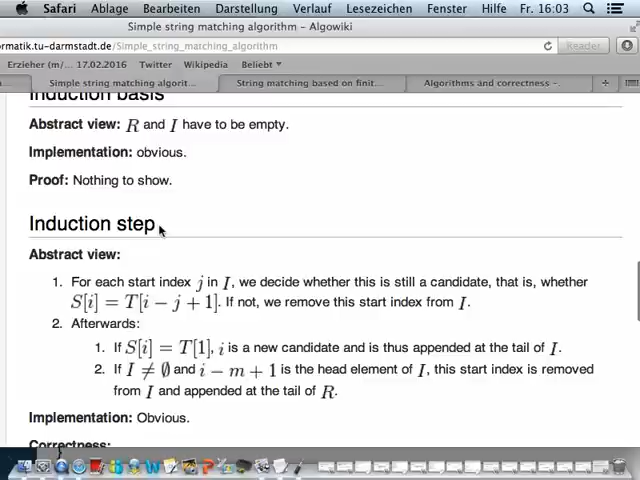 Safari Ablage Bearbeiten Darstellung Verlauf Lesezeichen Fenster Hilfe Fr. 16:03
Simple string matching algorithm - Algowiki
ormatik.tu-darmstadt.de/Simple_string_matching_algorithm Reader
Erzieher (m/... 17.02.2016 Twitter Wikipedia Beliebt
Simple string matching algorit... String matching based on finit... Algorithms and correctness -... +
Induction basis
Abstract view: R and I have to be empty.
Implementation: obvious.
Proof: Nothing to show.
Induction step
Abstract view:
1. For each start index j in I, we decide whether this is still a candidate, that is, whether
S[i] = T[i − j + 1]. If not, we remove this start index from I.
2. Afterwards:
1. If S[i] = T[1], i is a new candidate and is thus appended at the tail of I.
2. If I ≠ ∅ and i − m + 1 is the head element of I, this start index is removed
from I and appended at the tail of R.
Implementation: Obvious.
Correctness: